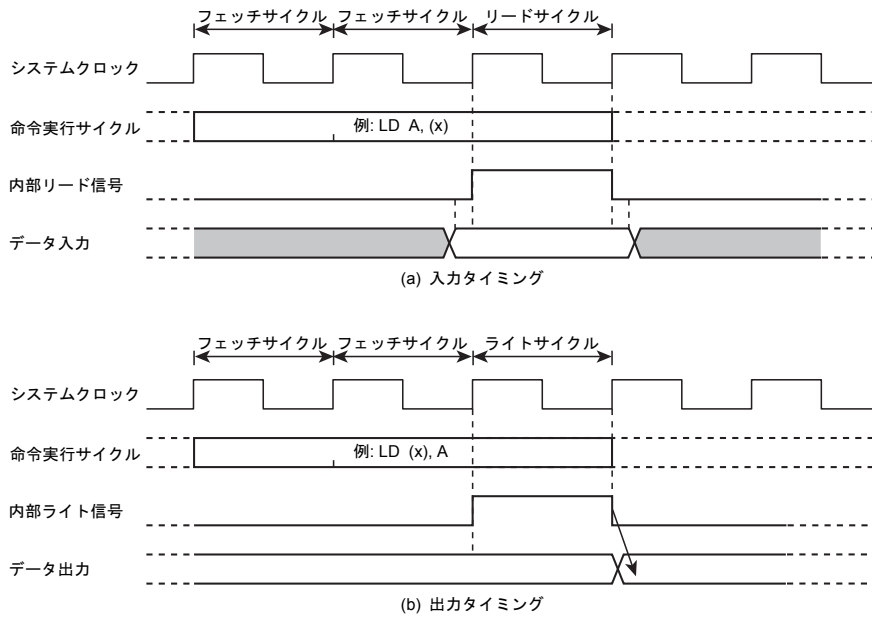 フェッチサイクル フェッチサイクル リードサイクル
システムクロック
命令実行サイクル 例: LD A, (x)
内部リード信号
データ入力
(a) 入力タイミング
フェッチサイクル フェッチサイクル ライトサイクル
システムクロック
命令実行サイクル 例: LD (x), A
内部ライト信号
データ出力
(b) 出力タイミング